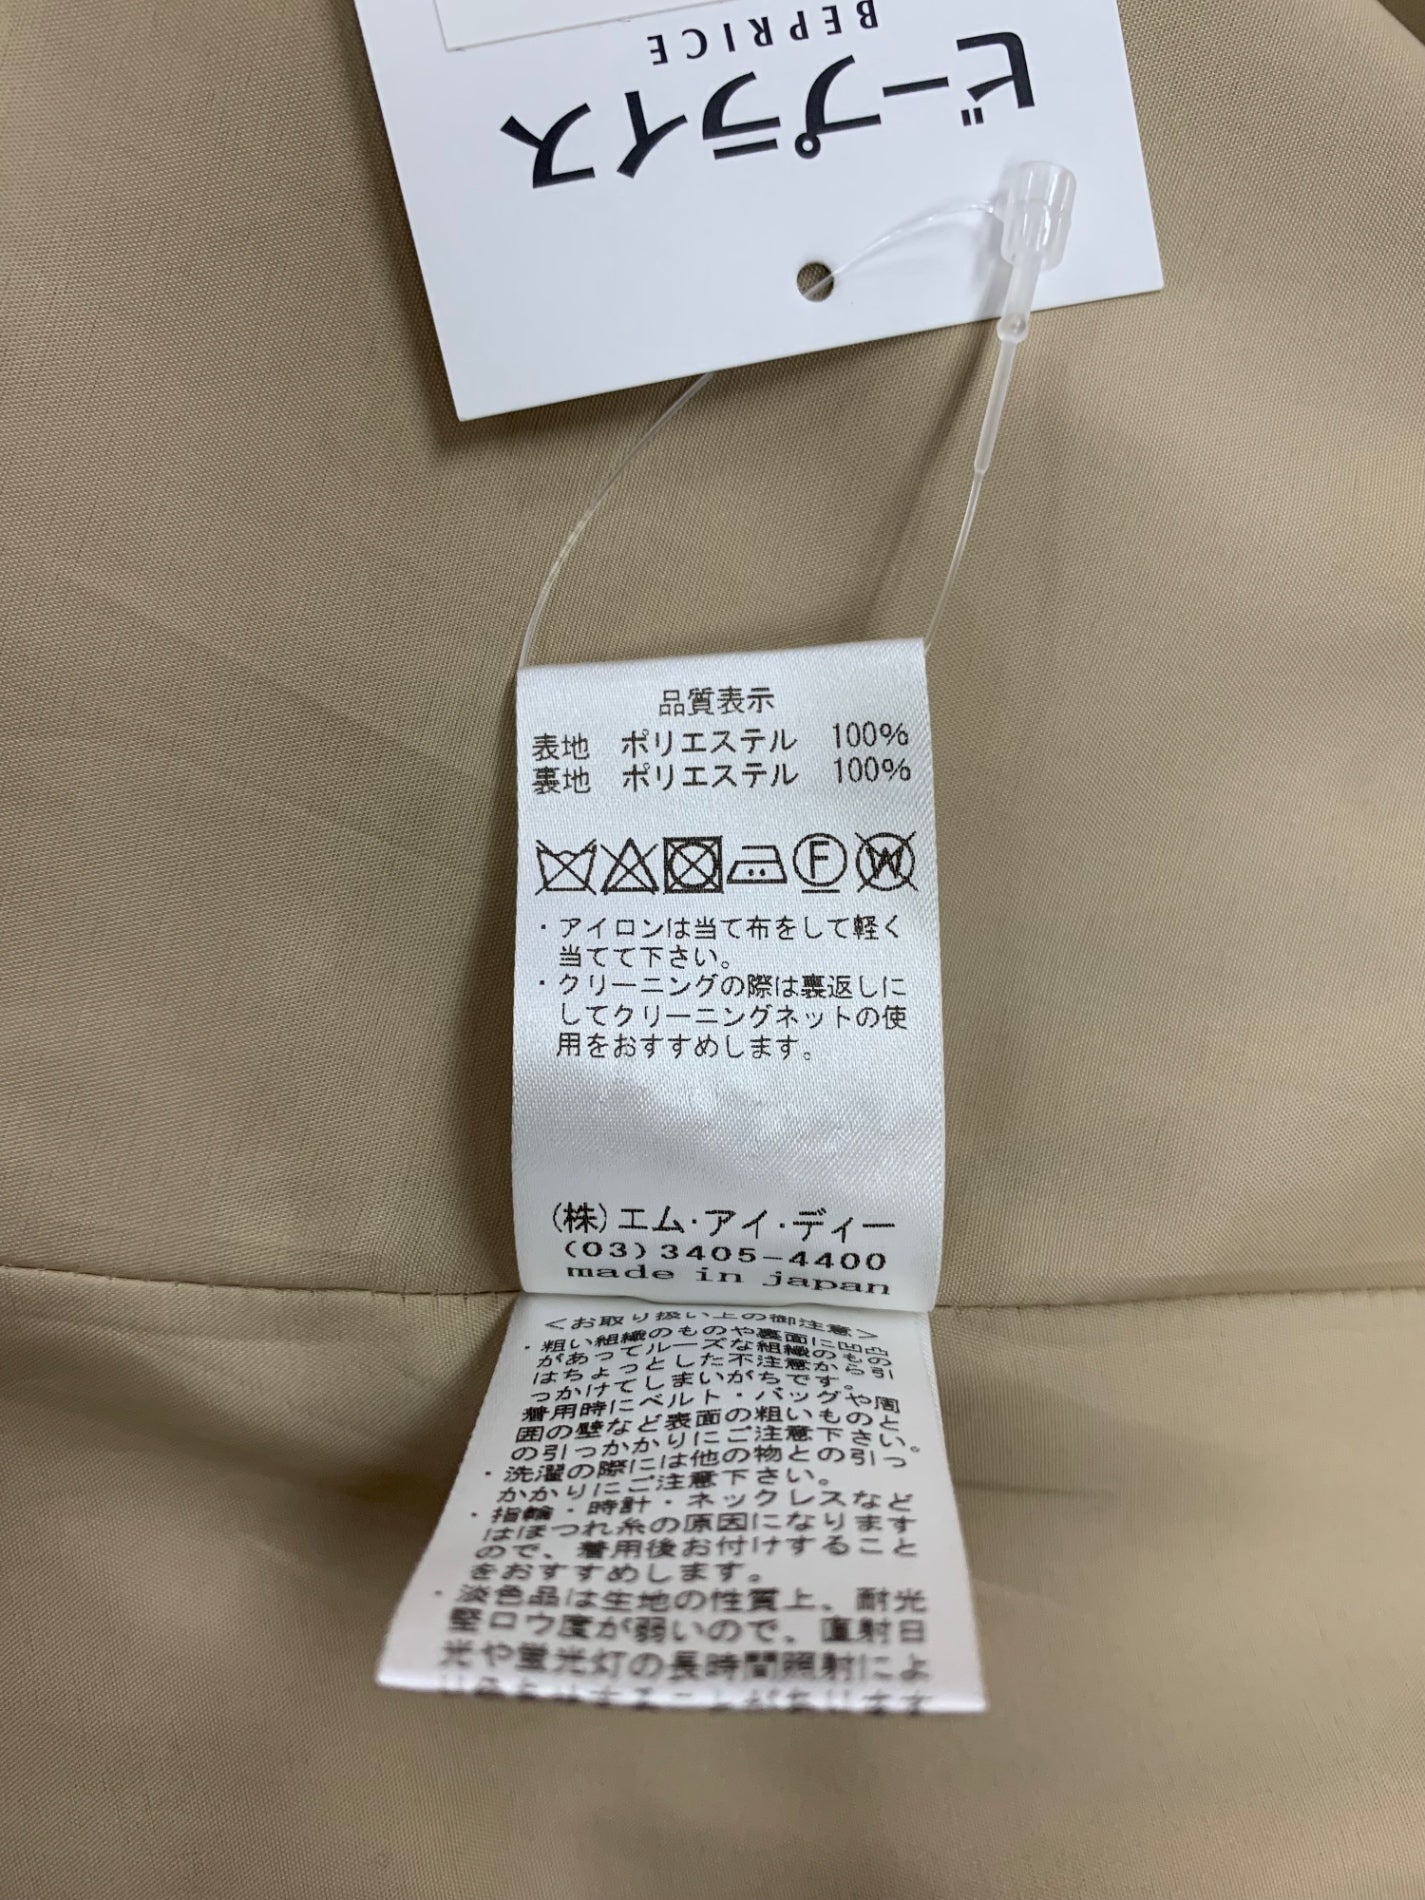 ビープライス
BEPRICE
品質表示
表地 ポリエステル 100%
裏地 ポリエステル 100%
F W
・アイロンは当て布をして軽く
当てて下さい。
・クリーニングの際は裏返しに
してクリーニングネットの使
用をおすすめします。
(株)エム・アイ・ディー
(03)3405-4400
made in japan
<お取り扱い上の御注意>
・粗い組織のものや裏面に凹凸
があってルーズな組織のもの
はちょっとした不注意から引
っかけてしまいがちです。
着用時にベルト・バッグや周
囲の壁など表面の粗いものと
の引っかかりにご注意下さい。
・洗濯の際には他の物との引っ
かかりにご注意下さい。
・指輪・時計・ネックレスなど
はほつれ糸の原因になります
ので、着用後お付けすること
をおすすめします。
・淡色品は生地の性質上、耐光
堅ロウ度が弱いので、直射日
光や蛍光灯の長時間照射によ
することがあります